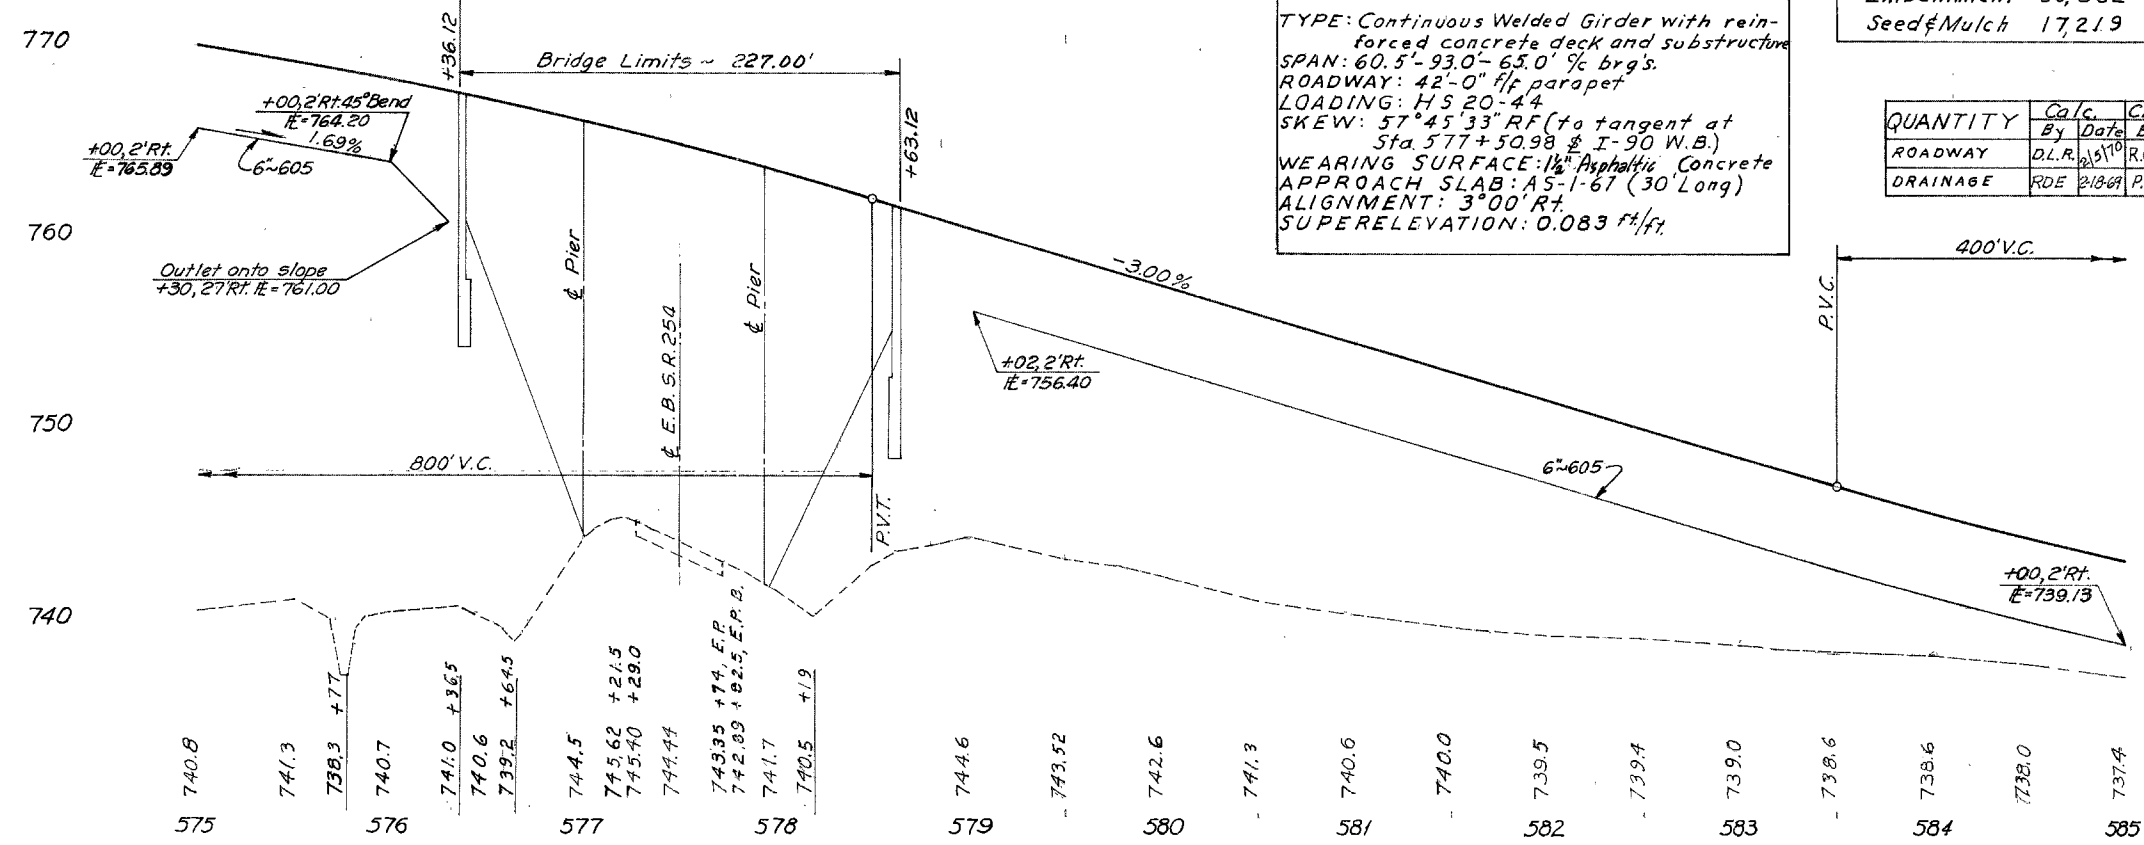 770
760
750
740
+36.12
Bridge Limits ~ 227.00'
+63.12
+00, 2'Rt. 45° Bend
FE=764.20
1.69%
+00, 2'Rt.
FE=765.89
6"~605
Outlet onto slope
+30, 27'Rt. FE=761.00
℄ Pier
℄ E.B. S.R. 254
℄ Pier
800' V.C.
P.V.T.
-3.00%
+02, 2'Rt.
FE=756.40
6"~605
P.V.C.
400' V.C.
+00, 2'Rt.
FE=739.13
TYPE: Continuous Welded Girder with rein-
forced concrete deck and substructure
SPAN: 60.5'-93.0'-65.0' c/c brg's.
ROADWAY: 42'-0" f/f parapet
LOADING: HS 20-44
SKEW: 57°45'33" RF (to tangent at
Sta. 577+50.98 I-90 W.B.)
WEARING SURFACE: 1½" Asphaltic Concrete
APPROACH SLAB: AS-1-67 (30' Long)
ALIGNMENT: 3°00' Rt.
SUPERELEVATION: 0.083 ft./ft.
Seed & Mulch 17,219
QUANTITY Calc.
By Date
ROADWAY D.L.R. 2/5/70
DRAINAGE RDE 2-18-69
740.8
741.3
738.3 +77
740.7
741.0 +36.5
740.6
739.2 +64.5
744.5
745.62 +21.5
745.40 +29.0
744.44
743.35 +74, E.P.
742.89 +82.5, E.P.B.
741.7
740.5 +19
744.6
743.52
742.6
741.3
740.6
740.0
739.5
739.4
739.0
738.6
738.6
738.0
737.4
575 576 577 578 579 580 581 582 583 584 585